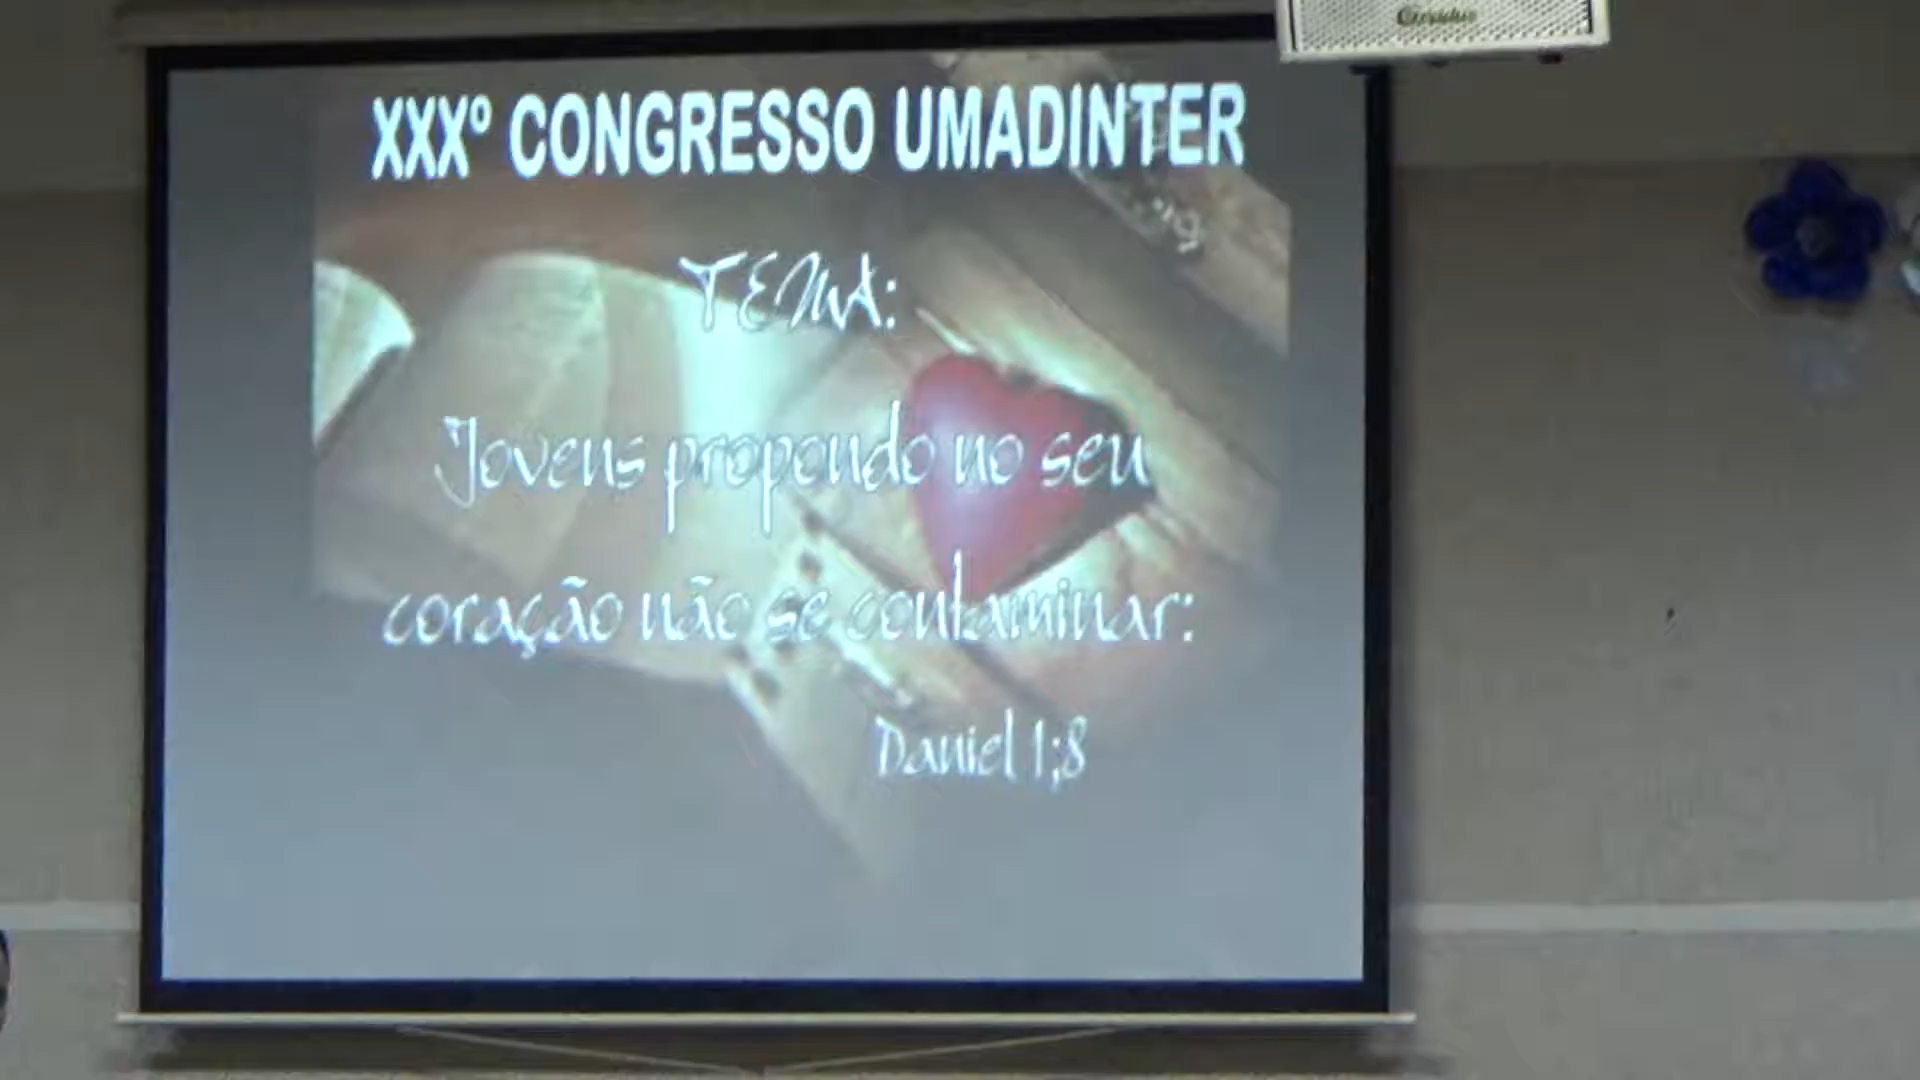 XXXº CONGRESSO UMADINTER
TEMA:
Jovens propondo no seu
coração não se contaminar:
Daniel 1;8